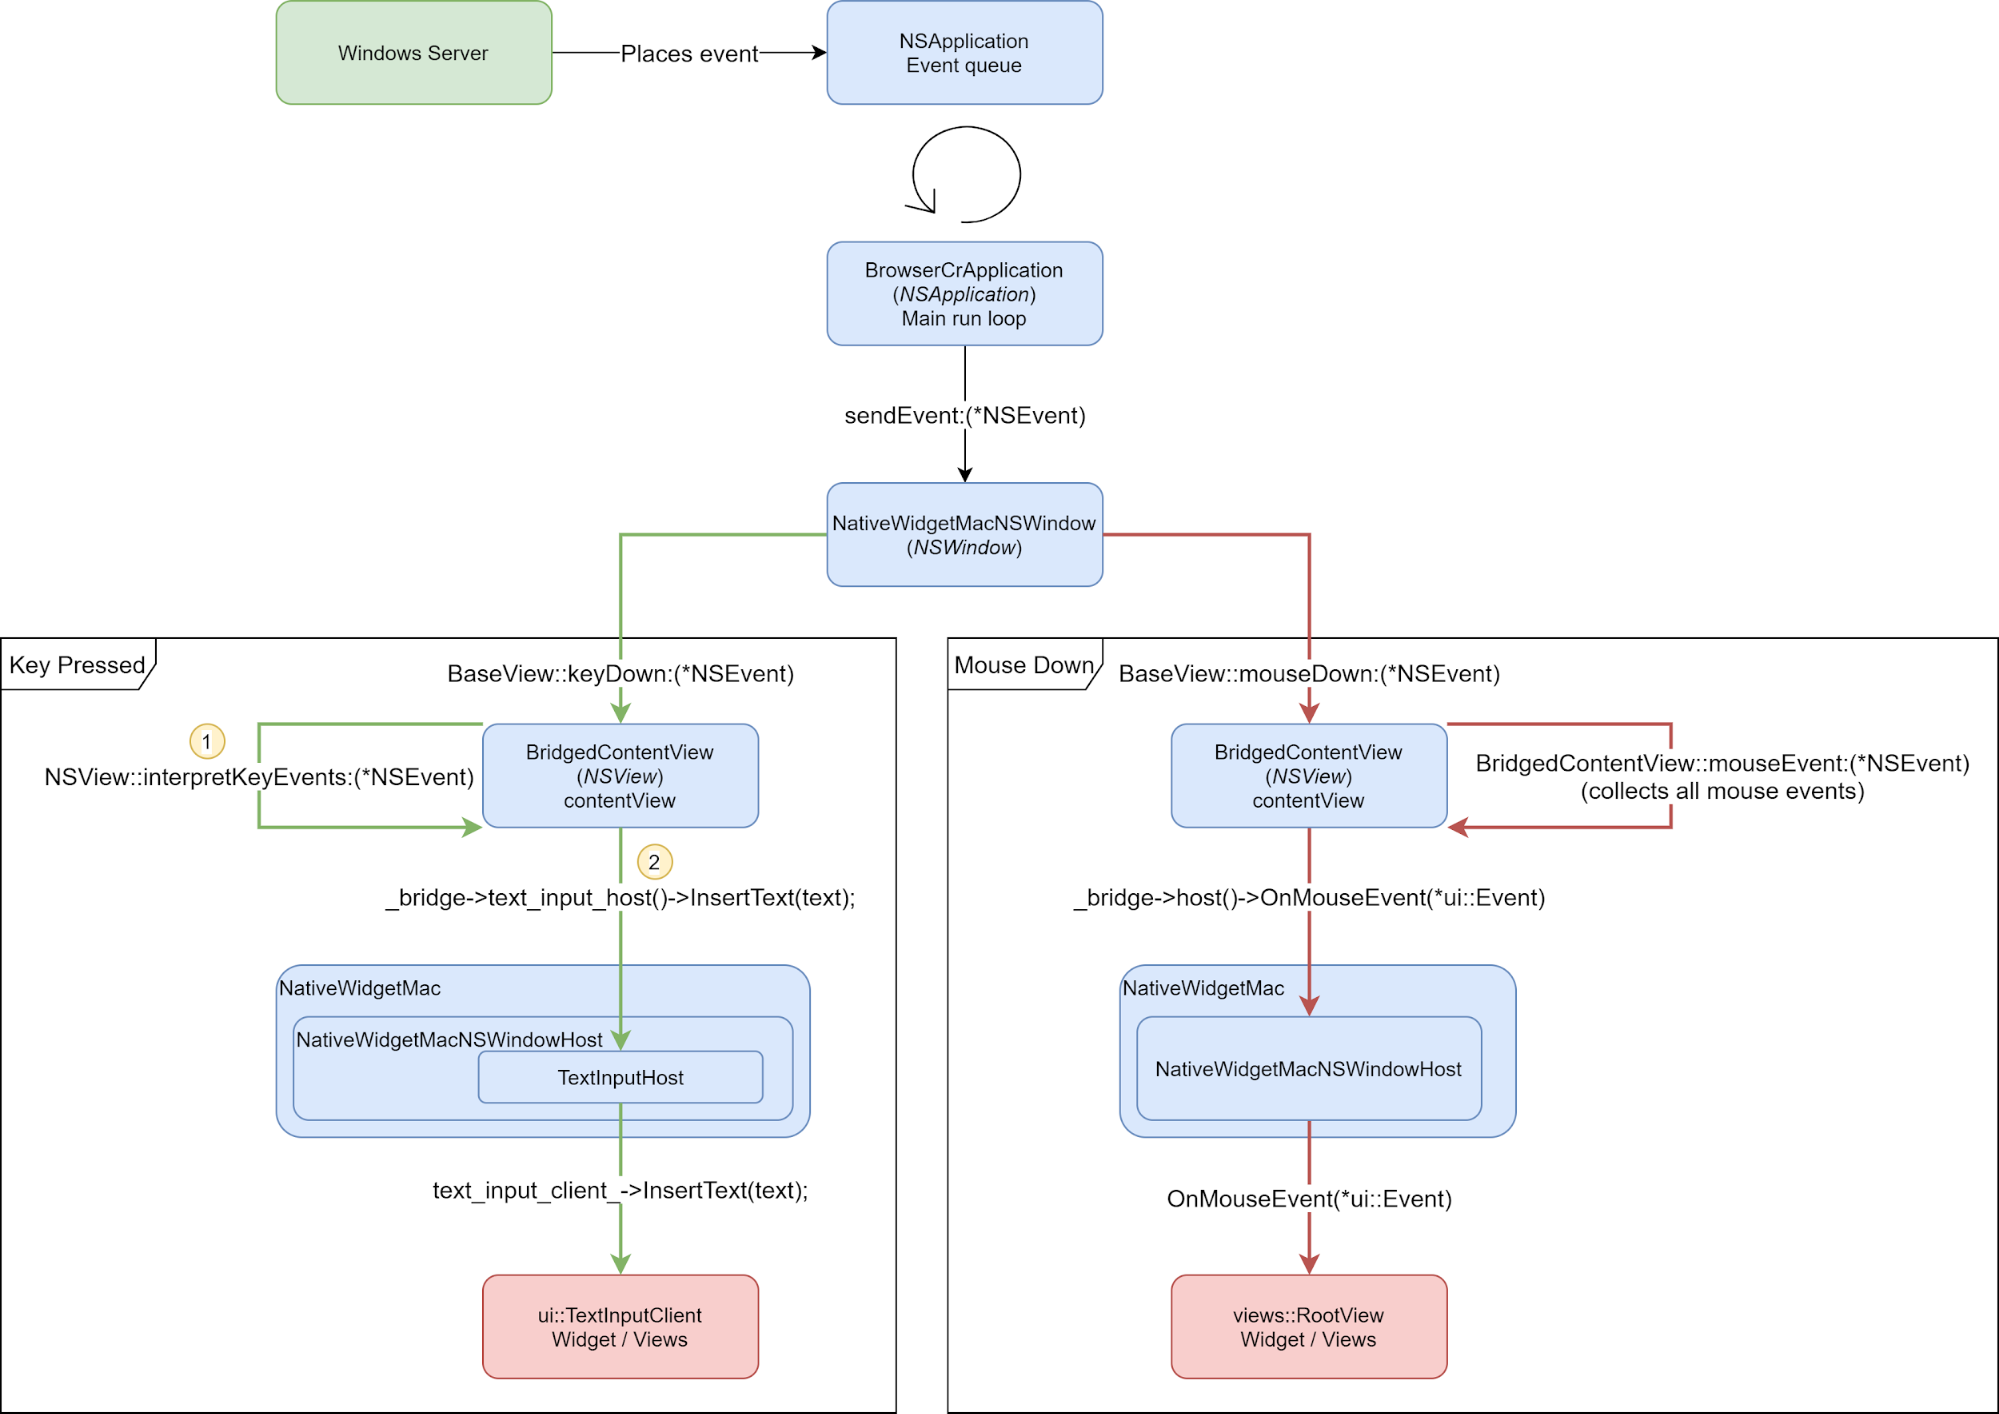 Windows Server
Places event
NSApplication
Event queue
BrowserCrApplication
(NSApplication)
Main run loop
sendEvent:(*NSEvent)
NativeWidgetMacNSWindow
(NSWindow)
Key Pressed
BaseView::keyDown:(*NSEvent)
1
NSView::interpretKeyEvents:(*NSEvent)
BridgedContentView
(NSView)
contentView
2
_bridge->text_input_host()->InsertText(text);
NativeWidgetMac
NativeWidgetMacNSWindowHost
TextInputHost
text_input_client_->InsertText(text);
ui::TextInputClient
Widget / Views
Mouse Down
BaseView::mouseDown:(*NSEvent)
BridgedContentView
(NSView)
contentView
BridgedContentView::mouseEvent:(*NSEvent)
(collects all mouse events)
_bridge->host()->OnMouseEvent(*ui::Event)
NativeWidgetMac
NativeWidgetMacNSWindowHost
OnMouseEvent(*ui::Event)
views::RootView
Widget / Views